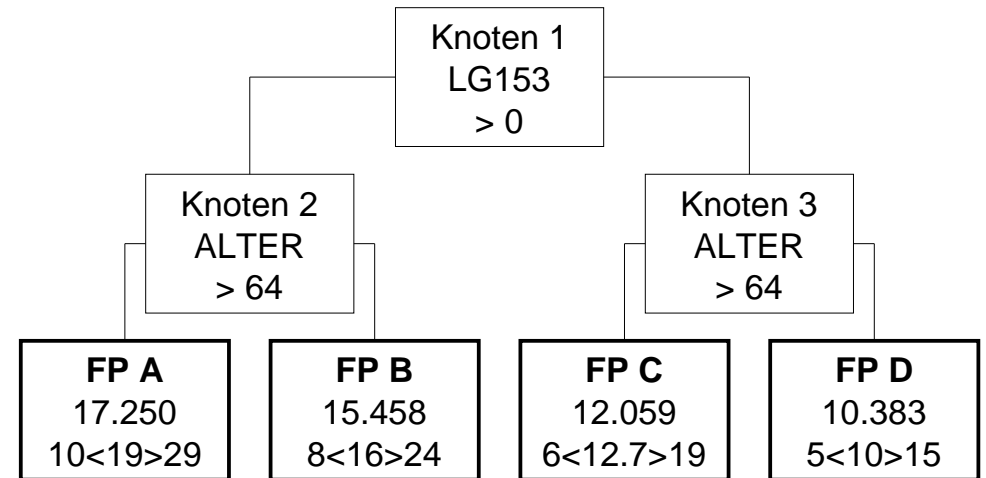 Knoten 1
LG153
> 0
Knoten 2
ALTER
> 64
Knoten 3
ALTER
> 64
FP A
17.250
10<19>29
FP B
15.458
8<16>24
FP C
12.059
6<12.7>19
FP D
10.383
5<10>15